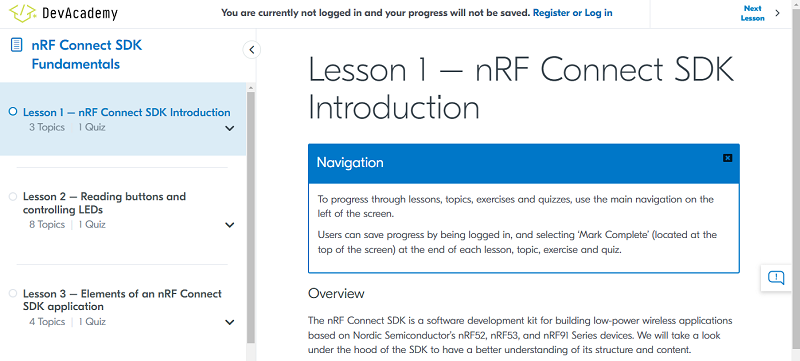 DevAcademy
You are currently not logged in and your progress will not be saved. Register or Log in
Next
Lesson
nRF Connect SDK
Fundamentals
Lesson 1 – nRF Connect SDK Introduction
3 Topics | 1 Quiz
Lesson 2 – Reading buttons and
controlling LEDs
8 Topics | 1 Quiz
Lesson 3 – Elements of an nRF Connect
SDK application
4 Topics | 1 Quiz
Lesson 1 – nRF Connect SDK
Introduction
Navigation
To progress through lessons, topics, exercises and quizzes, use the main navigation on the
left of the screen.
Users can save progress by being logged in, and selecting ‘Mark Complete’ (located at the
top of the screen) at the end of each lesson, topic, exercise and quiz.
Overview
The nRF Connect SDK is a software development kit for building low-power wireless applications
based on Nordic Semiconductor’s nRF52, nRF53, and nRF91 Series devices. We will take a look
under the hood of the SDK to have a better understanding of its structure and content.